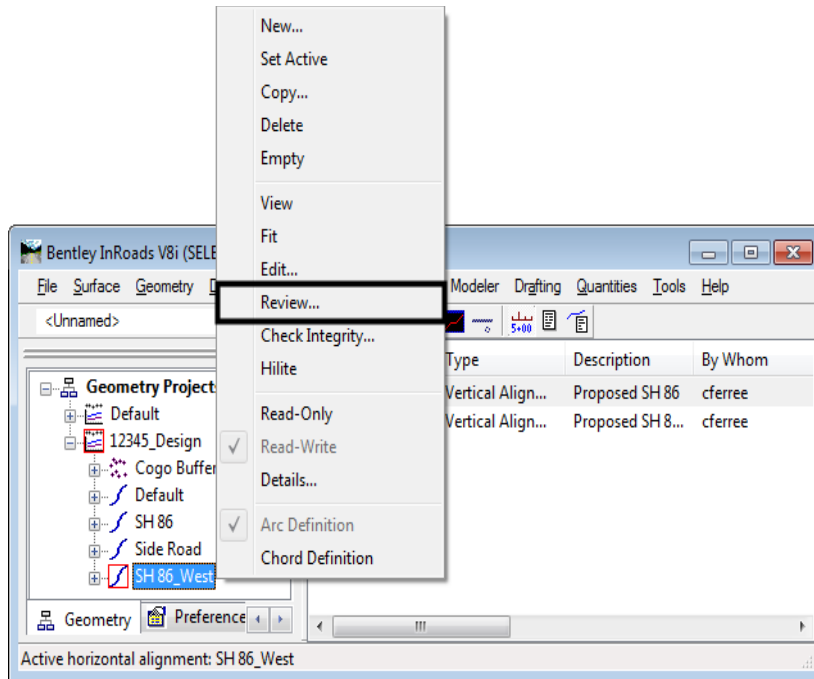 New...
Set Active
Copy...
Delete
Empty
View
Fit
Edit...
Review...
Check Integrity...
Hilite
Read-Only
Read-Write
Details...
Arc Definition
Chord Definition
Bentley InRoads V8i (SELE
File Surface Geometry D Modeler Drafting Quantities Tools Help
<Unnamed>
5+00
Type Description By Whom
Vertical Align... Proposed SH 86 cferree
Vertical Align... Proposed SH 8... cferree
Geometry Project
Default
12345_Design
Cogo Buffer
Default
SH 86
Side Road
SH 86_West
Geometry Preference
Active horizontal alignment: SH 86_West